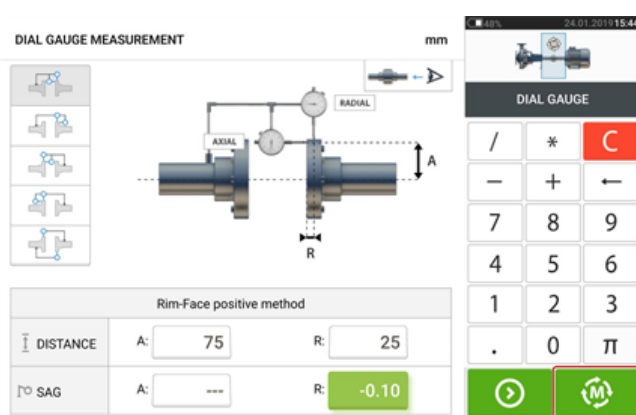 DIAL GAUGE MEASUREMENT mm
48% 24.01.2019 15:44
RADIAL
AXIAL
A
R
DIAL GAUGE
/ * C
− + ←
7 8 9
4 5 6
1 2 3
. 0 π
M
Rim-Face positive method
DISTANCE A: 75 R: 25
SAG A: --- R: -0.10